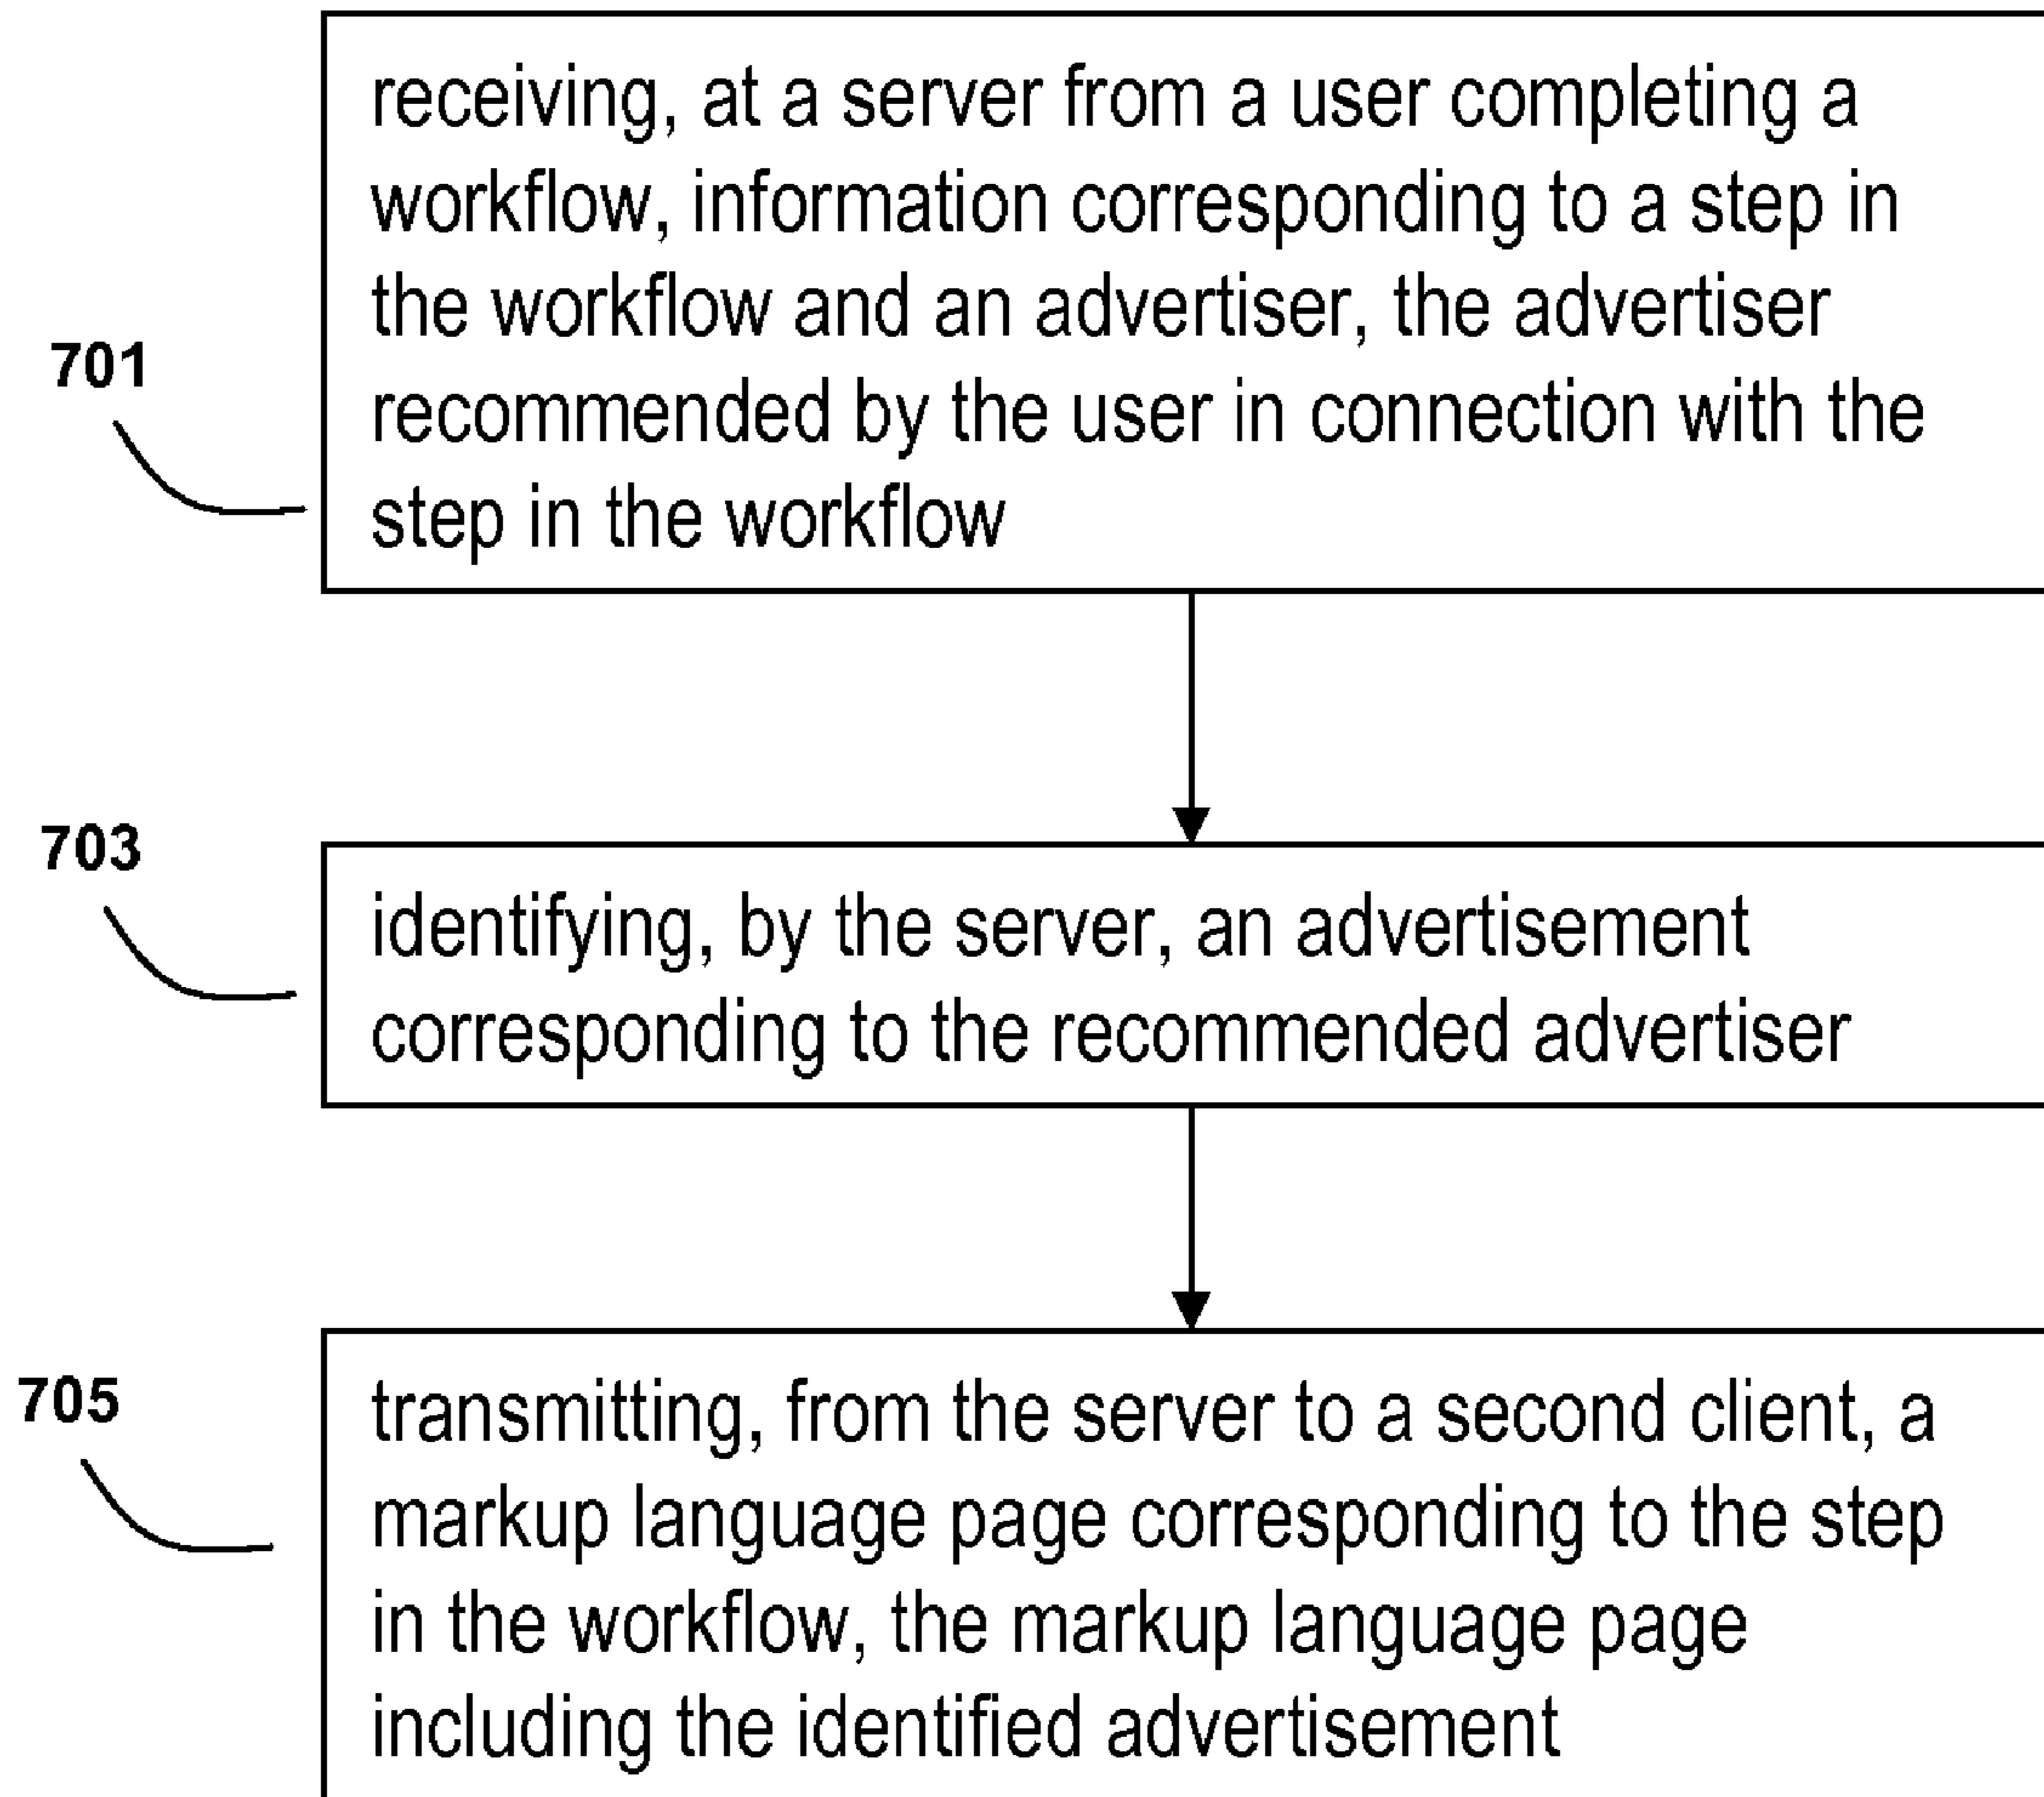 receiving, at a server from a user completing a
workflow, information corresponding to a step in
the workflow and an advertiser, the advertiser
recommended by the user in connection with the
step in the workflow
701
703
identifying, by the server, an advertisement
corresponding to the recommended advertiser
705
transmitting, from the server to a second client, a
markup language page corresponding to the step
in the workflow, the markup language page
including the identified advertisement